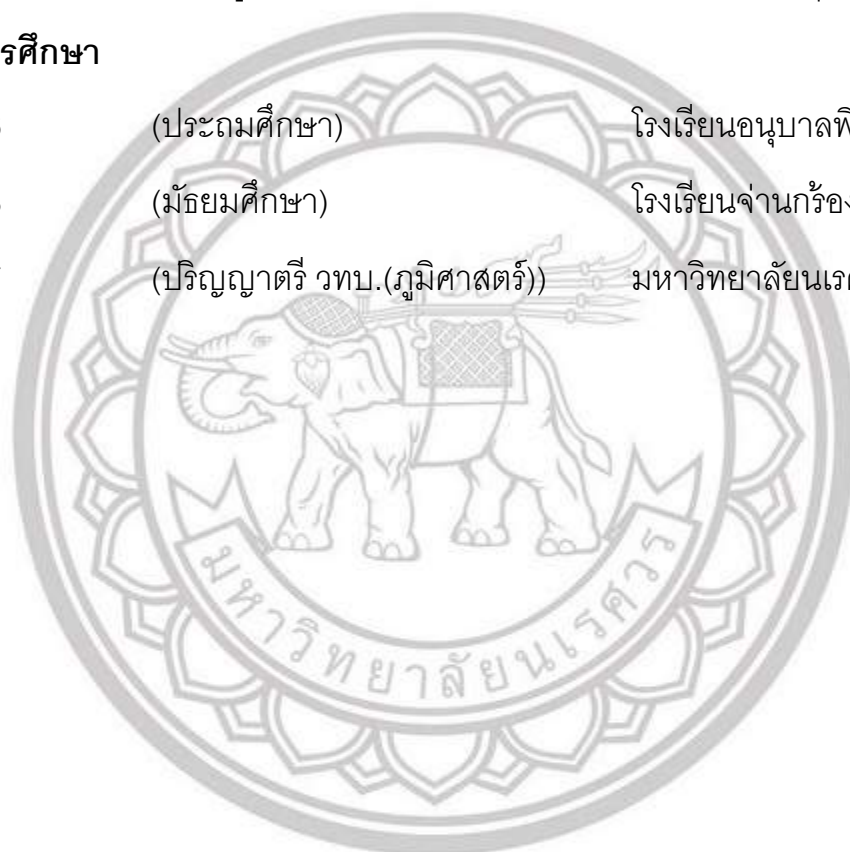 รศึกษา
(ประถมศึกษา) โรงเรียนอนุบาลพิ
(มัธยมศึกษา) โรงเรียนจ่านกร้อง
(ปริญญาตรี วทบ.(ภูมิศาสตร์)) มหาวิทยาลัยนเรศ
มหาวิทยาลัยนเรศวร